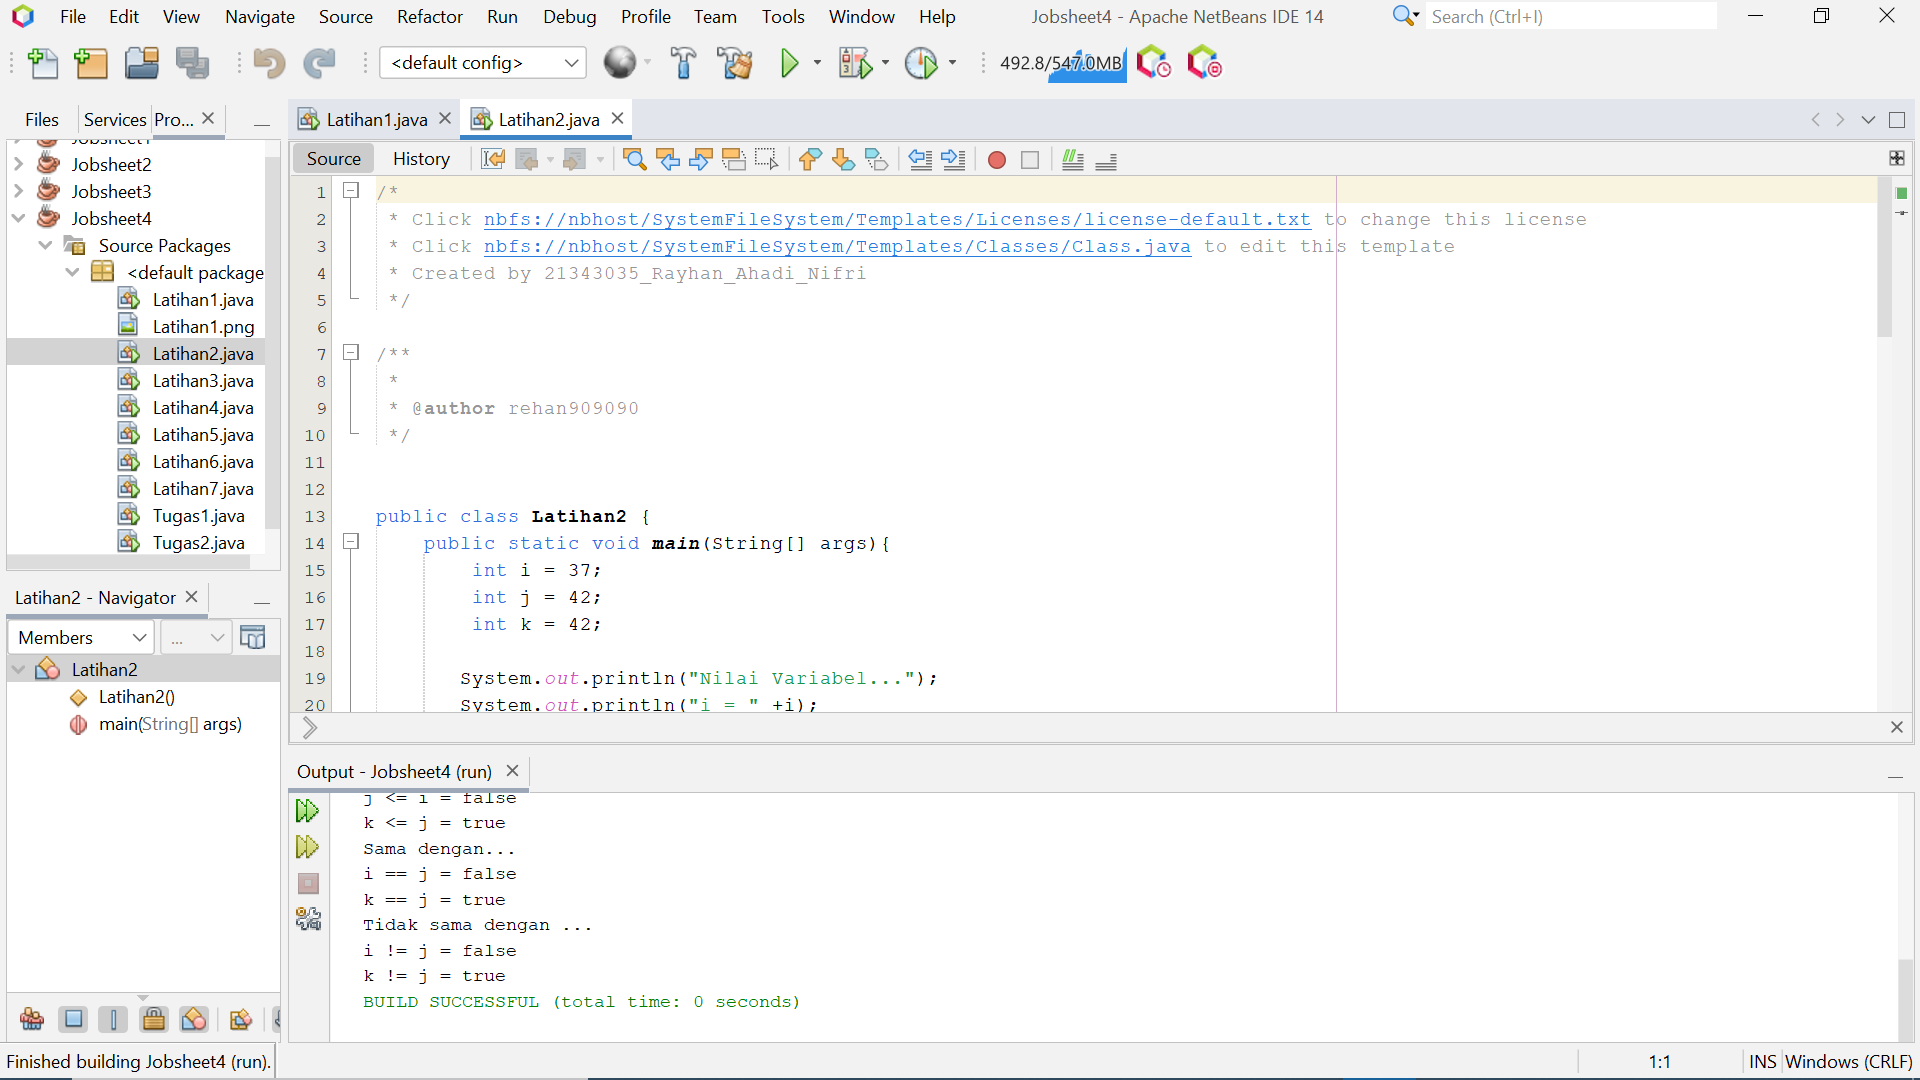 File Edit View Navigate Source Refactor Run Debug Profile Team Tools Window Help Jobsheet4 - Apache NetBeans IDE 14 Search (Ctrl+I)
<default config> 492.8/547.0MB
Files Services Pro...
Jobsheet1
Jobsheet2
Jobsheet3
Jobsheet4
Source Packages
<default package
Latihan1.java
Latihan1.png
Latihan2.java
Latihan3.java
Latihan4.java
Latihan5.java
Latihan6.java
Latihan7.java
Tugas1.java
Tugas2.java
Latihan2 - Navigator
Members ...
Latihan2
Latihan2()
main(String[] args)
Latihan1.java Latihan2.java
Source History
1 /*
2 * Click nbfs://nbhost/SystemFileSystem/Templates/Licenses/license-default.txt to change this license
3 * Click nbfs://nbhost/SystemFileSystem/Templates/Classes/Class.java to edit this template
4 * Created by 21343035_Rayhan_Ahadi_Nifri
5 */
6
7 /**
8 *
9 * @author rehan909090
10 */
11
12
13 public class Latihan2 {
14 public static void main(String[] args){
15 int i = 37;
16 int j = 42;
17 int k = 42;
18
19 System.out.println("Nilai Variabel...");
20 System.out.println("i = " +i);
Output - Jobsheet4 (run)
j <= i = false
k <= j = true
Sama dengan...
i == j = false
k == j = true
Tidak sama dengan ...
i != j = false
k != j = true
BUILD SUCCESSFUL (total time: 0 seconds)
Finished building Jobsheet4 (run). 1:1 INS Windows (CRLF)